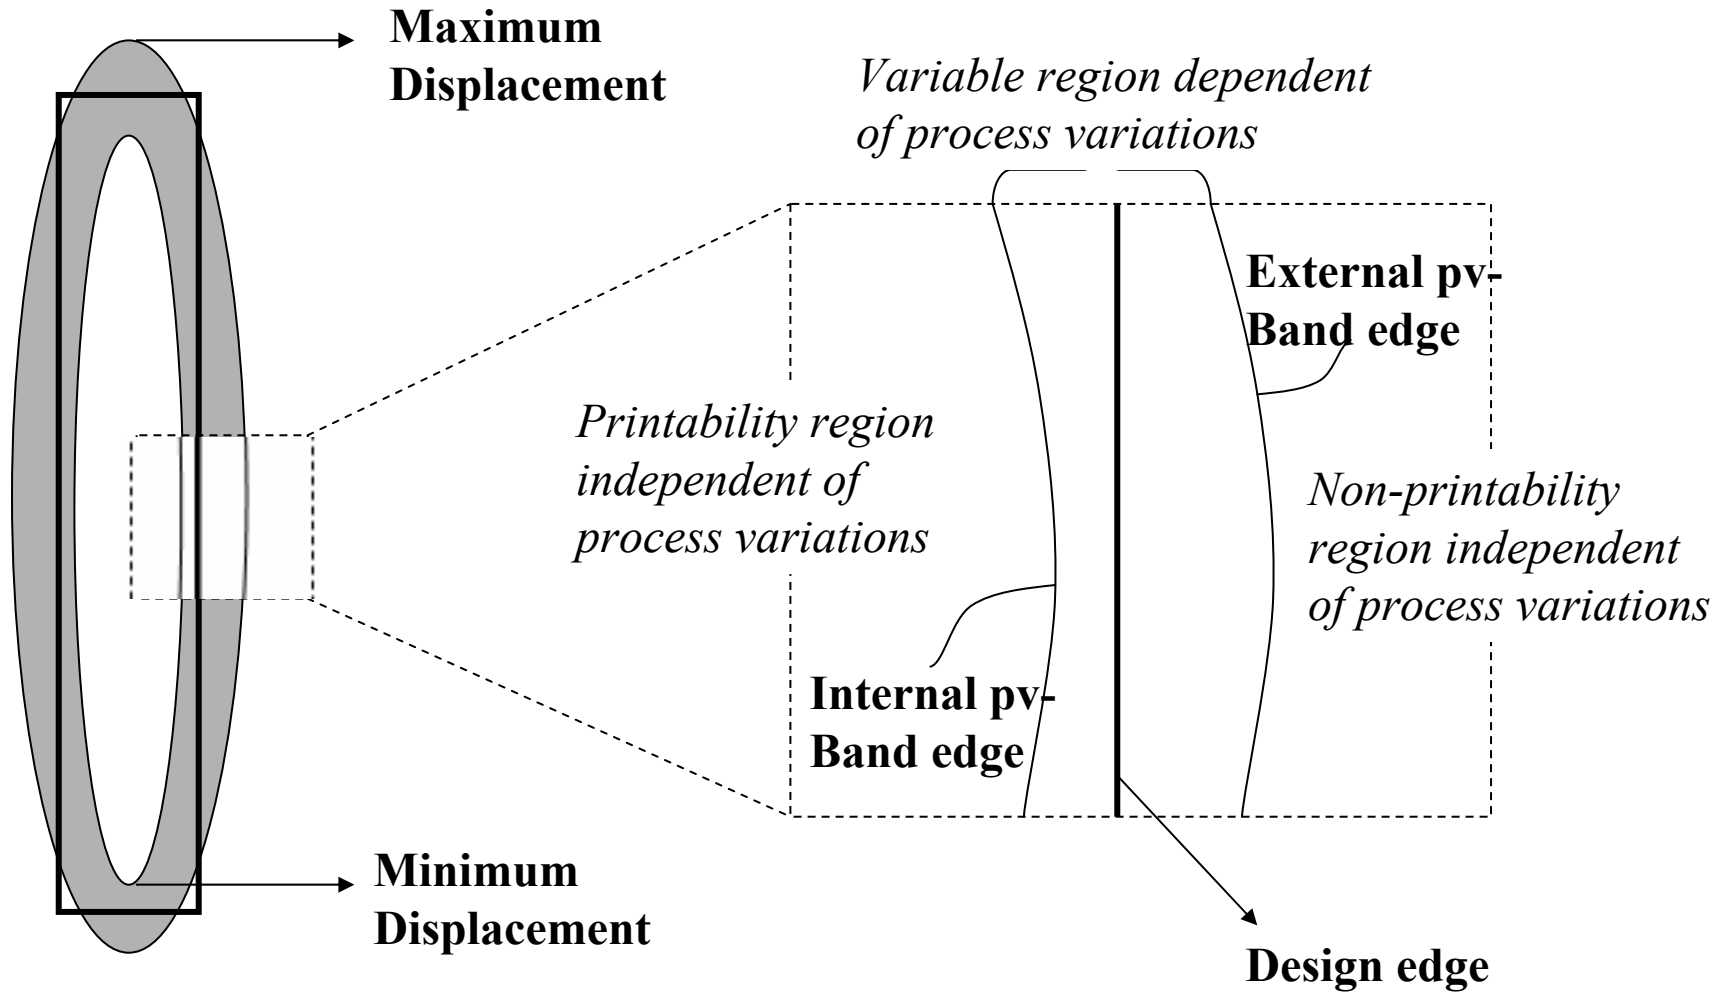 Maximum
Displacement
Variable region dependent
of process variations
External pv-
Band edge
Printability region
independent of
process variations
Non-printability
region independent
of process variations
Internal pv-
Band edge
Minimum
Displacement
Design edge